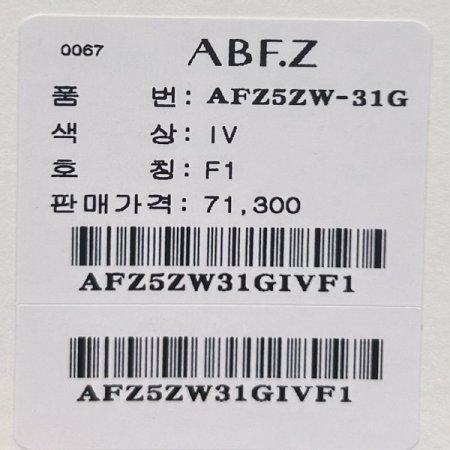 0067 ABF.Z
품 번: AFZ5ZW-31G
색 상: IV
호 칭: F1
판매가격: 71,300
AFZ5ZW31GIVF1
AFZ5ZW31GIVF1